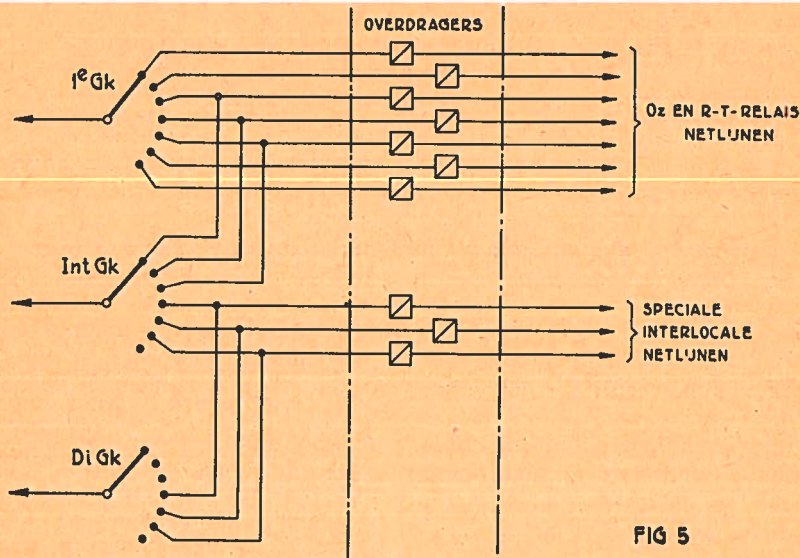 OVERDRAGERS
1e Gk
Oz EN R-T-RELAIS
NETLIJNEN
Int Gk
SPECIALE
INTERLOCALE
NETLIJNEN
Di Gk
FIG 5